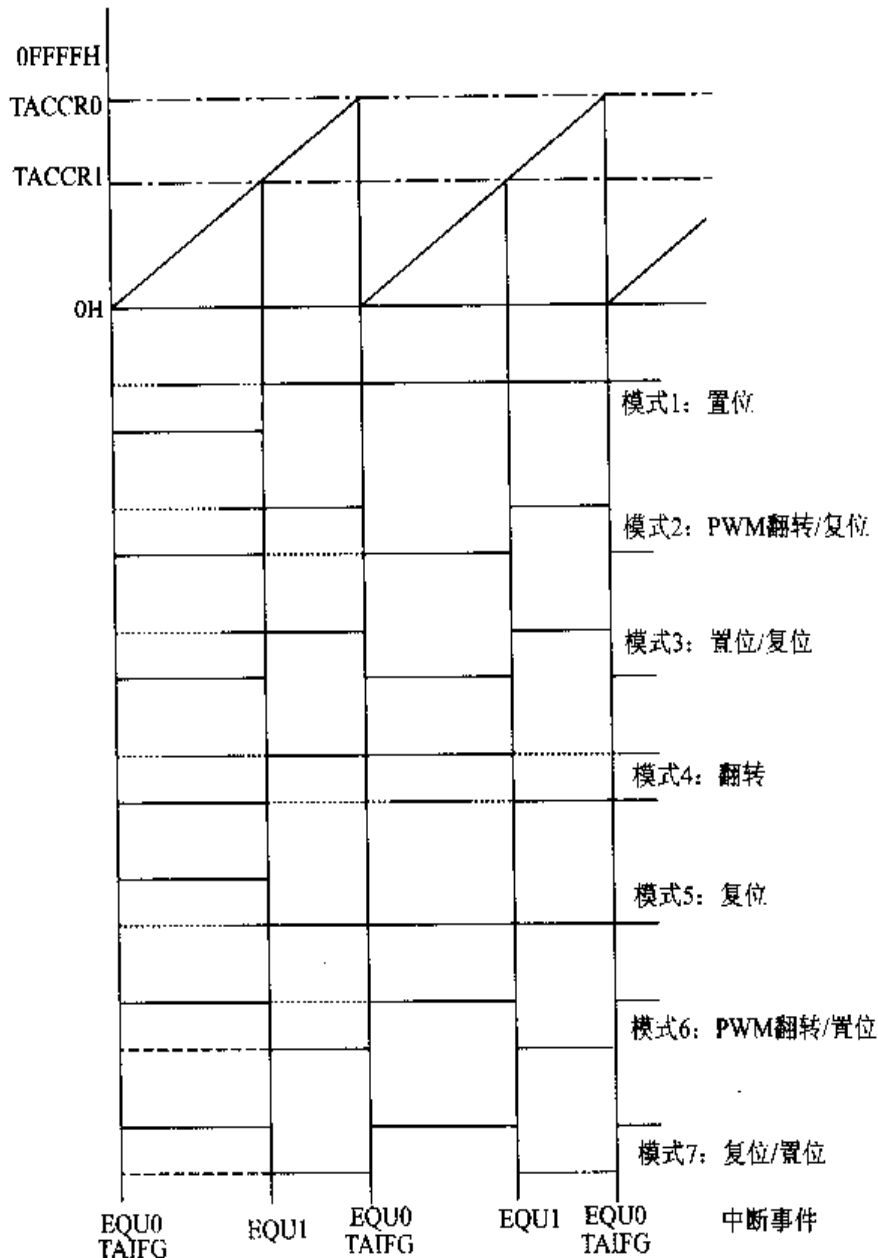 0FFFFH
TACCR0
TACCR1
0H
模式1：置位
模式2：PWM翻转/复位
模式3：置位/复位
模式4：翻转
模式5：复位
模式6：PWM翻转/置位
模式7：复位/置位
EQU0 EQU1 EQU0 EQU1 EQU0 中断事件
TAIFG TAIFG TAIFG